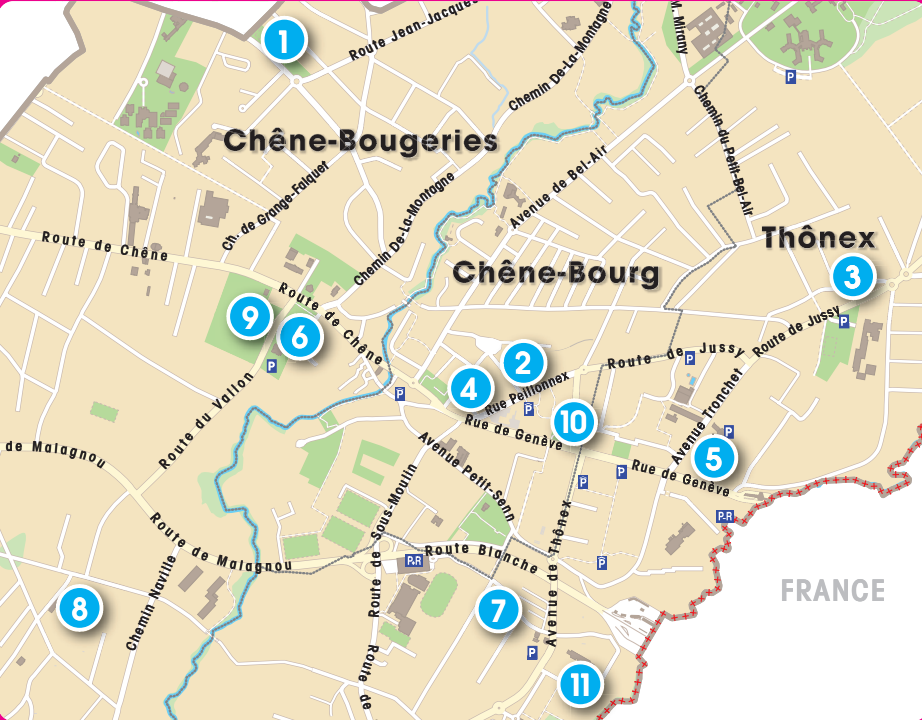 1
Route Jean-Jacques
M. Mirany
Chemin De-La-Montagne
P
Chemin du Petit-Bel-Air
Chêne-Bougeries
Avenue de Bel-Air
Ch. de Grange-Falquet
Chemin De-La-Montagne
Route de Chêne
Thônex
Chêne-Bourg
3
Route de Chêne
9
6
P
Route de Jussy
Route de Jussy
P
2
P
4
P
Rue Peillonnex
P
Route du Vallon
Rue de Genève
10
Avenue Tronchet
P
5
de Malagnou
Avenue Petit-Senn
Rue de Genève
P
P
P+R
Route de Sous-Moulin
Route de Malagnou
Route Blanche
P+R
Avenue de Thônex
P
FRANCE
Chemin Naville
8
7
P
Route de
11